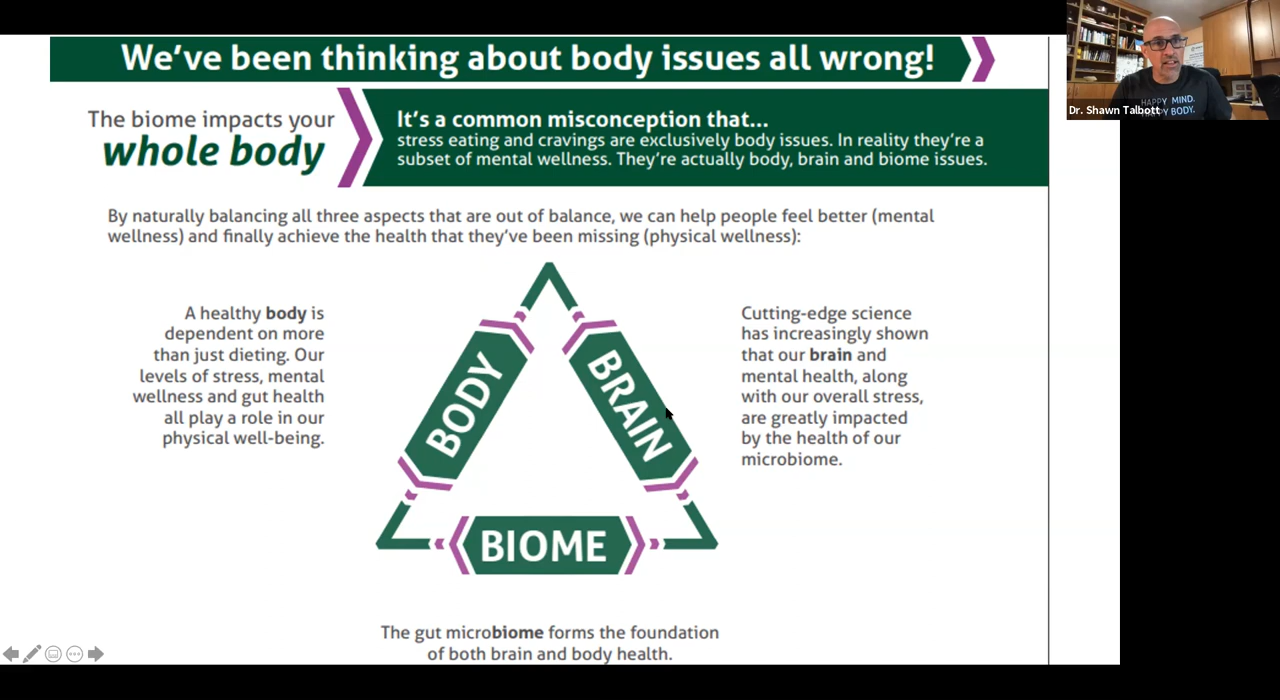 We've been thinking about body issues all wrong!
The biome impacts your
whole body
It's a common misconception that...
stress eating and cravings are exclusively body issues. In reality they're a
subset of mental wellness. They're actually body, brain and biome issues.
By naturally balancing all three aspects that are out of balance, we can help people feel better (mental
wellness) and finally achieve the health that they've been missing (physical wellness):
A healthy body is
dependent on more
than just dieting. Our
levels of stress, mental
wellness and gut health
all play a role in our
physical well-being.
BODY
BRAIN
BIOME
Cutting-edge science
has increasingly shown
that our brain and
mental health, along
with our overall stress,
are greatly impacted
by the health of our
microbiome.
The gut microbiome forms the foundation
of both brain and body health.
Dr. Shawn Talbott
HAPPY MIND.
BODY.